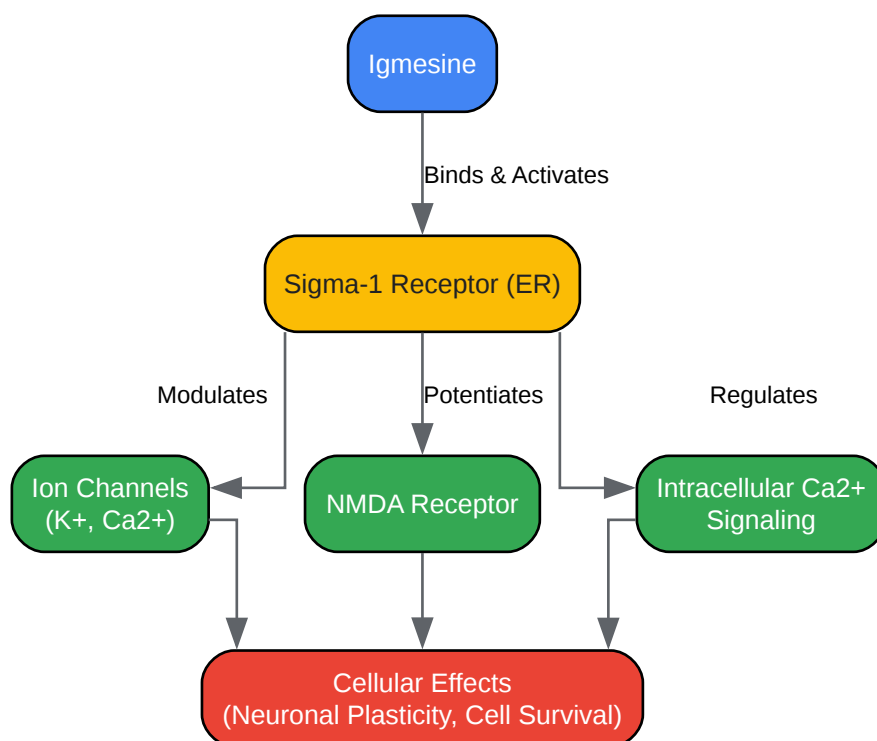 Igmesine
Binds & Activates
Sigma-1 Receptor (ER)
Modulates
Potentiates
Regulates
Ion Channels
(K+, Ca2+)
NMDA Receptor
Intracellular Ca2+
Signaling
Cellular Effects
(Neuronal Plasticity, Cell Survival)